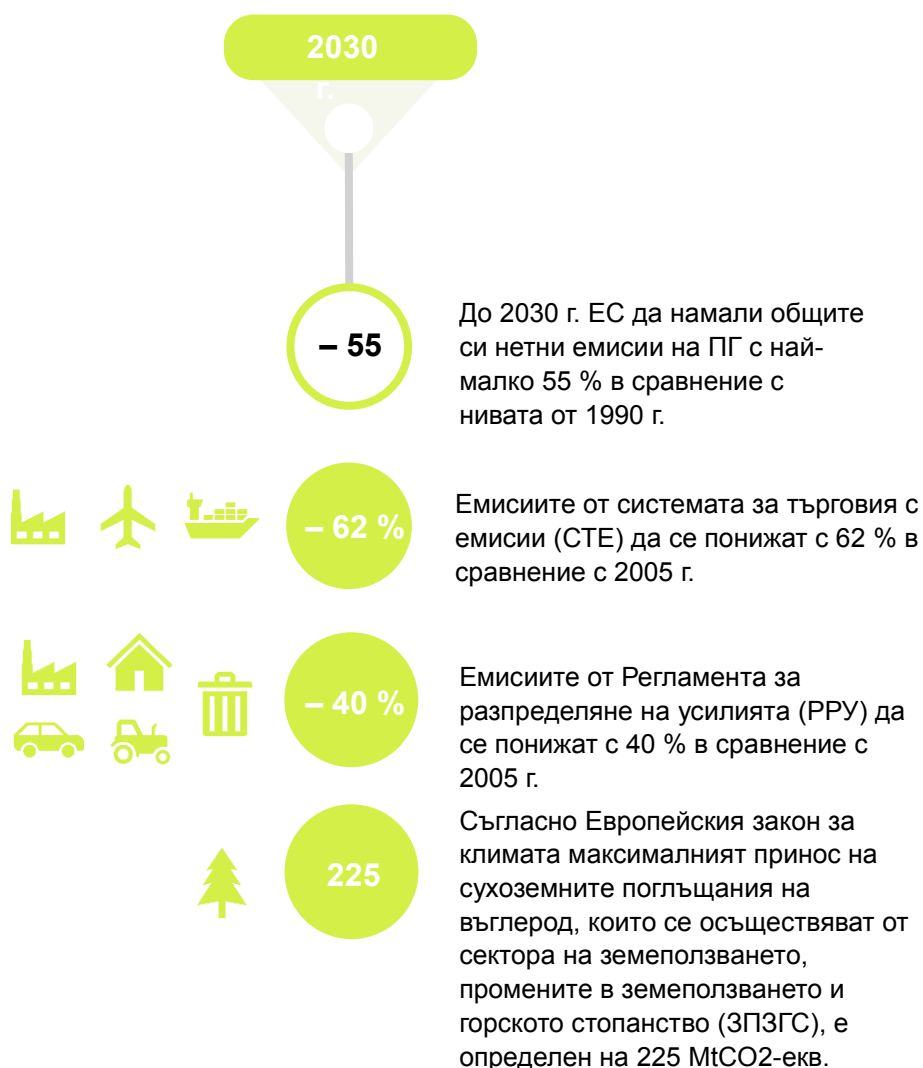 2030
г.
– 55
До 2030 г. ЕС да намали общите
си нетни емисии на ПГ с най-
малко 55 % в сравнение с
нивата от 1990 г.
– 62 %
Емисиите от системата за търговия с
емисии (СТЕ) да се понижат с 62 % в
сравнение с 2005 г.
– 40 %
Емисиите от Регламента за
разпределяне на усилията (РРУ) да
се понижат с 40 % в сравнение с
2005 г.
225
Съгласно Европейския закон за
климата максималният принос на
сухоземните поглъщания на
въглерод, които се осъществяват от
сектора на земеползването,
промените в земеползването и
горското стопанство (ЗПЗГС), е
определен на 225 MtCO2-екв.